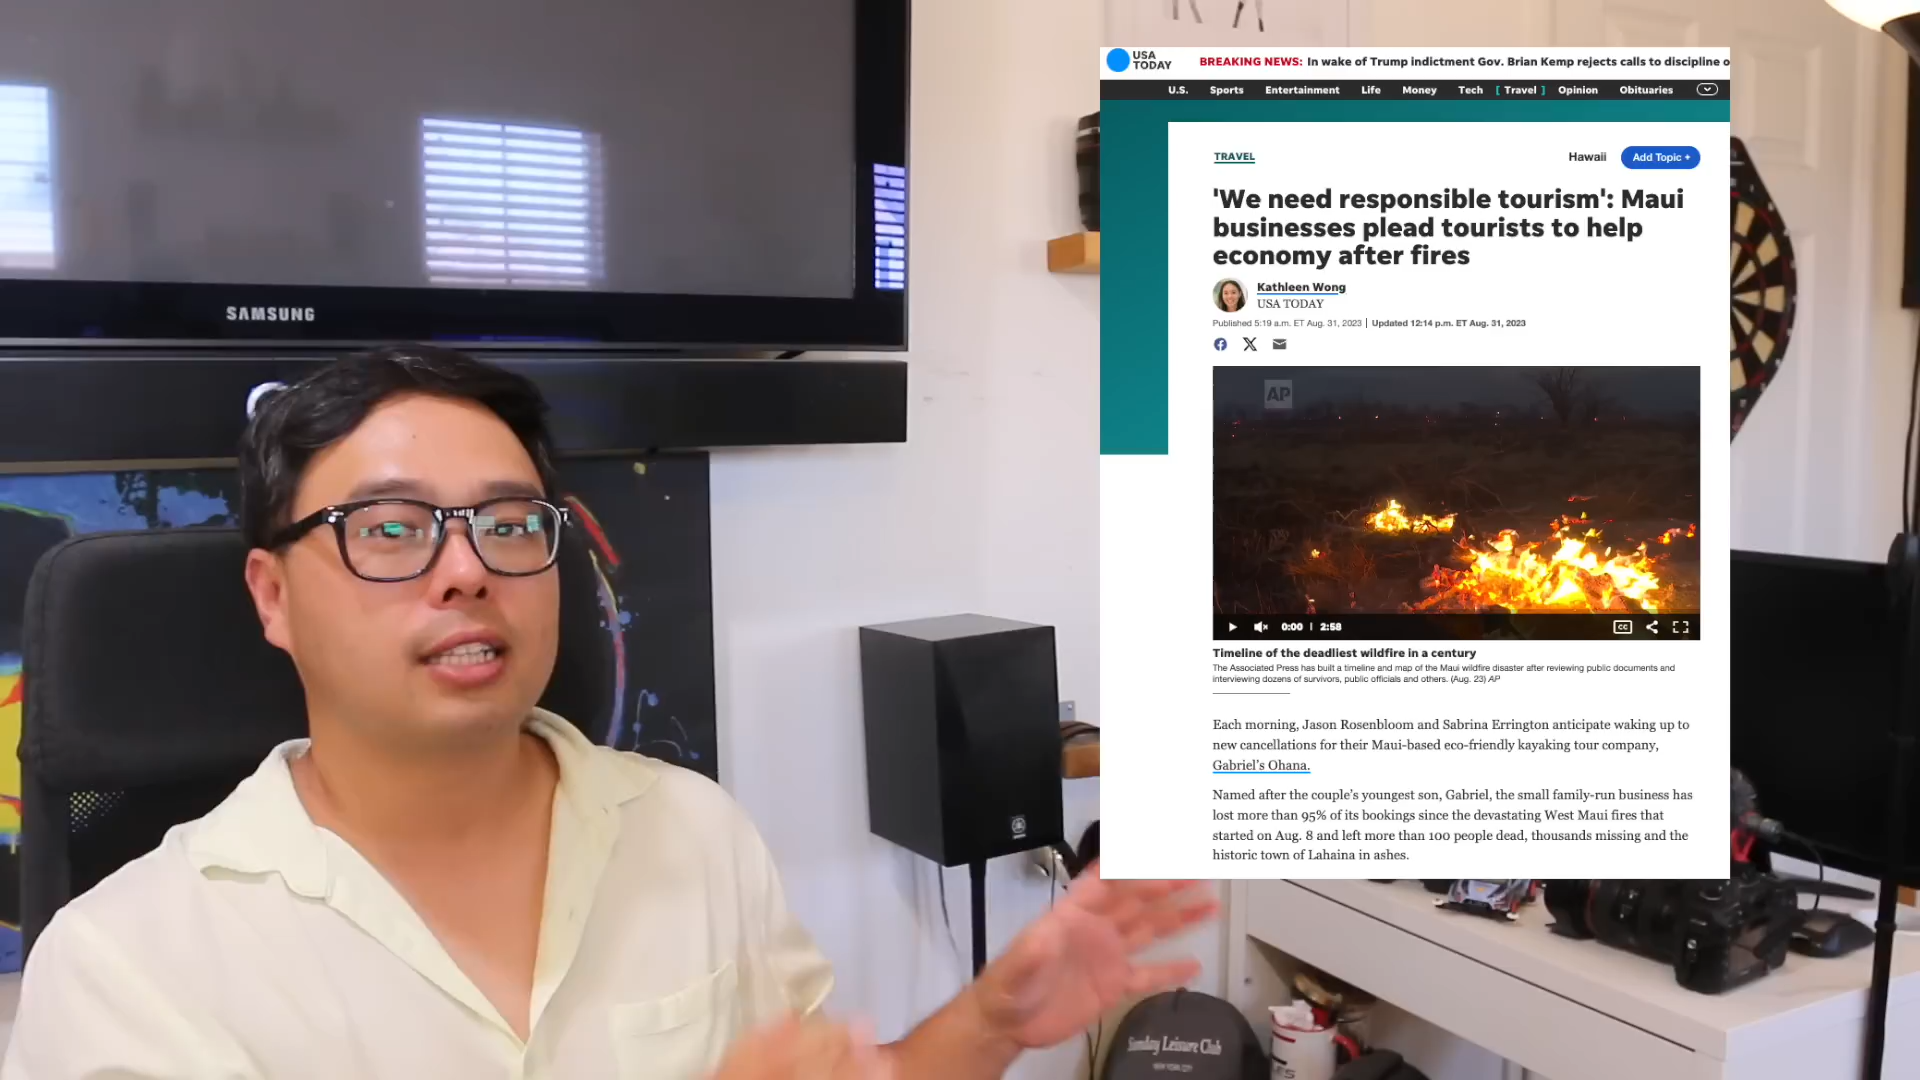 SAMSUNG
USA
TODAY
BREAKING NEWS: In wake of Trump indictment Gov. Brian Kemp rejects calls to discipline o
U.S. Sports Entertainment Life Money Tech [ Travel ] Opinion Obituaries
TRAVEL
Hawaii Add Topic +
'We need responsible tourism': Maui
businesses plead tourists to help
economy after fires
Kathleen Wong
USA TODAY
Published 5:19 a.m. ET Aug. 31, 2023 | Updated 12:14 p.m. ET Aug. 31, 2023
AP
0:00 | 2:58
CC
Timeline of the deadliest wildfire in a century
The Associated Press has built a timeline and map of the Maui wildfire disaster after reviewing public documents and
interviewing dozens of survivors, public officials and others. (Aug. 23) AP
Each morning, Jason Rosenbloom and Sabrina Errington anticipate waking up to
new cancellations for their Maui-based eco-friendly kayaking tour company,
Gabriel's Ohana.
Named after the couple's youngest son, Gabriel, the small family-run business has
lost more than 95% of its bookings since the devastating West Maui fires that
started on Aug. 8 and left more than 100 people dead, thousands missing and the
historic town of Lahaina in ashes.
Sunday Leisure Club
NEW YORK CITY